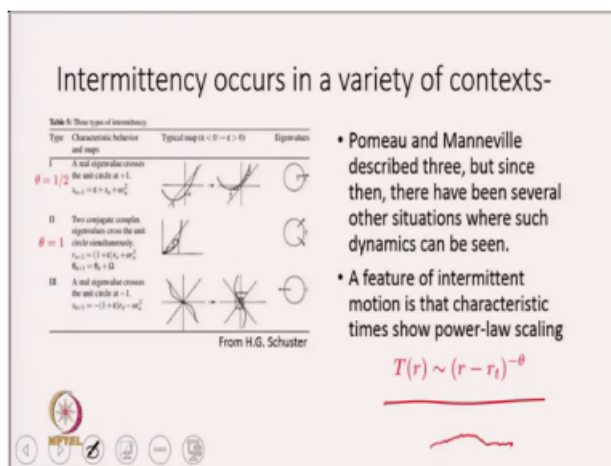 Intermittency occurs in a variety of contexts-
Table 5: Three types of intermittency.
Type Characteristic behavior and maps Typical map (ε < 0 → ε > 0) Eigenvalues
I
θ = 1/2
A real eigenvalue crosses
the unit circle at +1.
II
θ = 1
Two conjugate complex
eigenvalues cross the unit
circle simultaneously.
III
A real eigenvalue crosses
the unit circle at −1.
From H.G. Schuster
• Pomeau and Manneville
described three, but since
then, there have been several
other situations where such
dynamics can be seen.
• A feature of intermittent
motion is that characteristic
times show power-law scaling
T(r) ∼ (r − r_t)^{−θ}
NPTEL